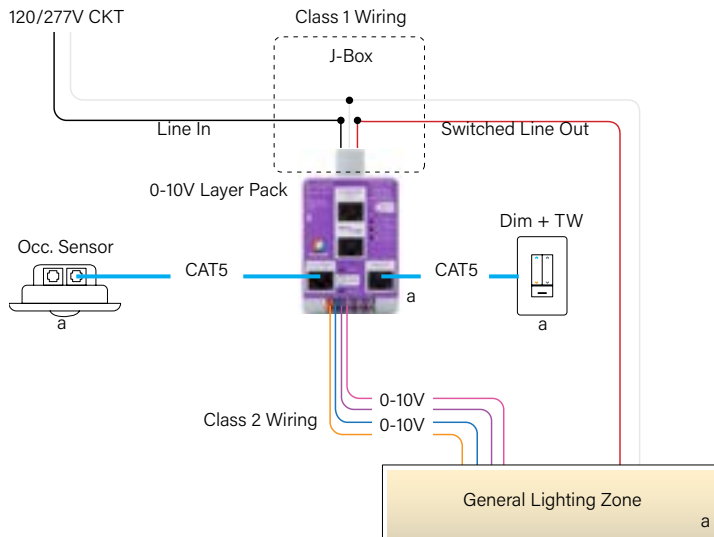 120/277V CKT
Class 1 Wiring
J-Box
Line In
Switched Line Out
0-10V Layer Pack
Dim + TW
Occ. Sensor
CAT5
CAT5
a
a
a
0-10V
Class 2 Wiring
0-10V
General Lighting Zone
a